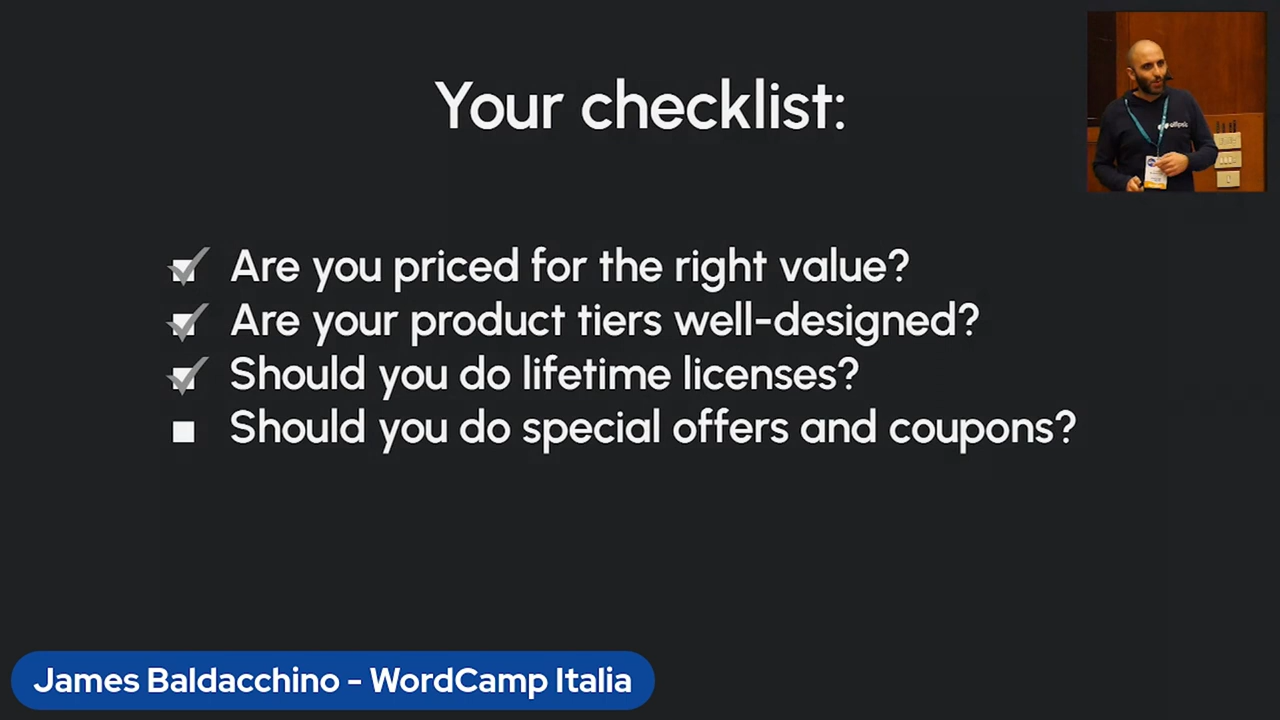 Your checklist:
Are you priced for the right value?
Are your product tiers well-designed?
Should you do lifetime licenses?
Should you do special offers and coupons?
James Baldacchino - WordCamp Italia